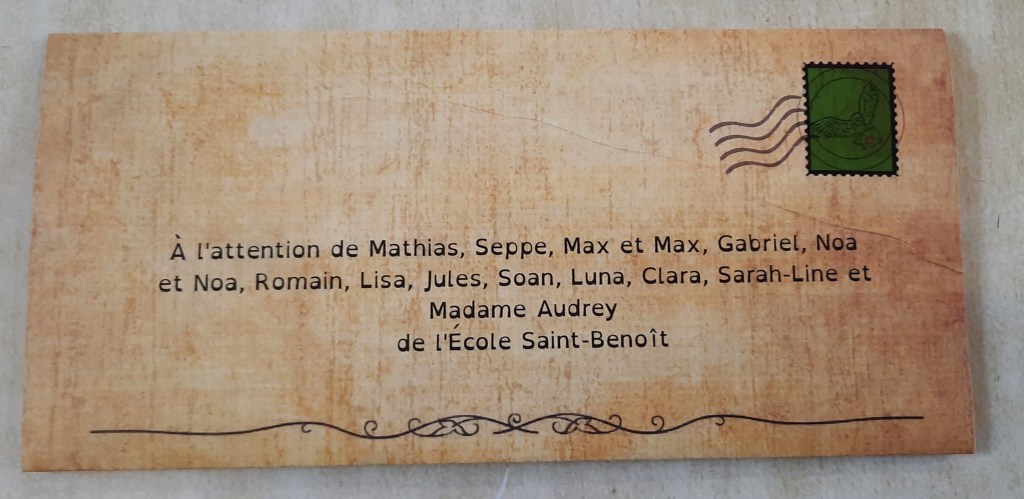 À l'attention de Mathias, Seppe, Max et Max, Gabriel, Noa
et Noa, Romain, Lisa, Jules, Soan, Luna, Clara, Sarah-Line et
Madame Audrey
de l'École Saint-Benoît